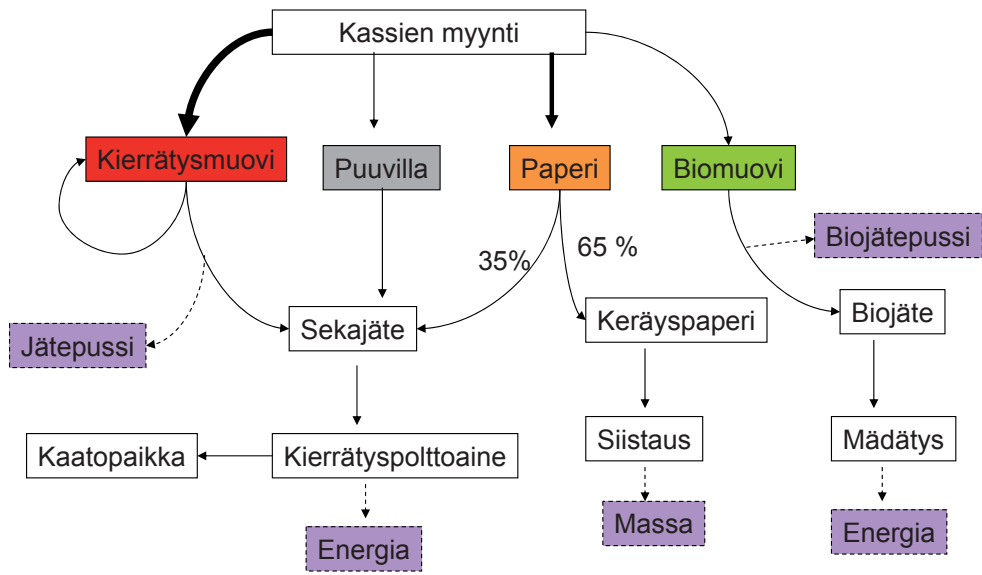 Kassien myynti
Kierrätysmuovi
Puuvilla
Paperi
Biomuovi
Biojätepussi
35%
65 %
Jätepussi
Sekajäte
Keräyspaperi
Biojäte
Kaatopaikka
Kierrätyspolttoaine
Siistaus
Mädätys
Energia
Massa
Energia